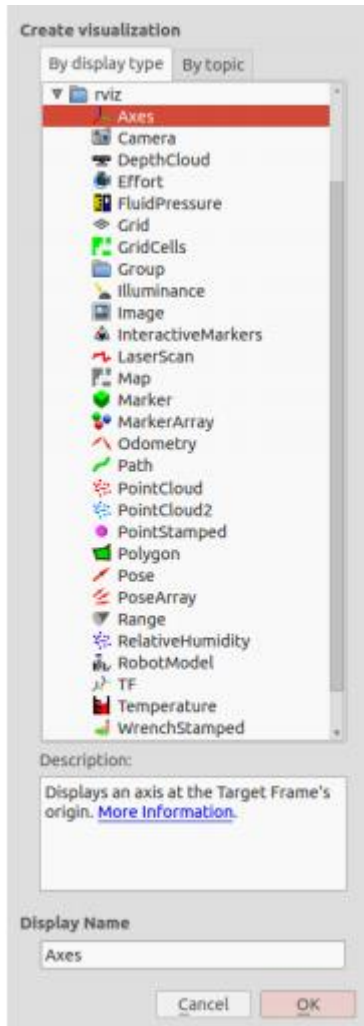 Create visualization
By display type By topic
rviz
Axes
Camera
DepthCloud
Effort
FluidPressure
Grid
GridCells
Group
Illuminance
Image
InteractiveMarkers
LaserScan
Map
Marker
MarkerArray
Odometry
Path
PointCloud
PointCloud2
PointStamped
Polygon
Pose
PoseArray
Range
RelativeHumidity
RobotModel
TF
Temperature
WrenchStamped
Description:
Displays an axis at the Target Frame's
origin. More Information.
Display Name
Axes
Cancel OK